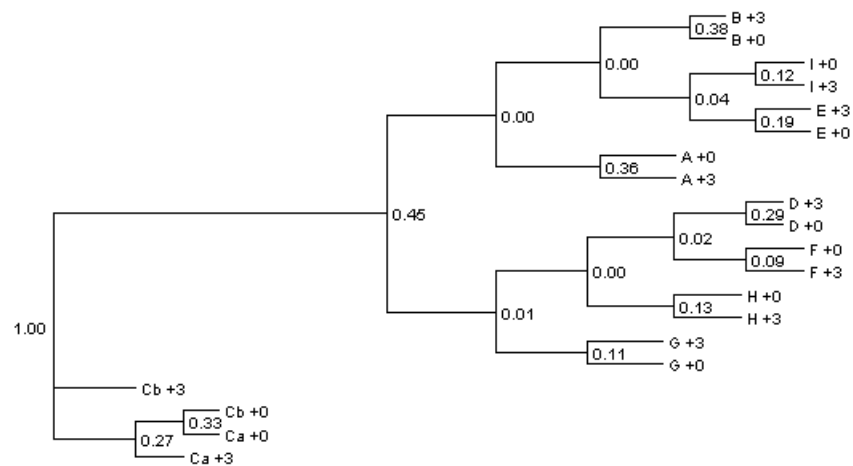 B +3
0.38
B +0
0.00
I +0
0.12
I +3
0.04
E +3
0.19
E +0
0.00
A +0
0.36
A +3
0.45
D +3
0.29
D +0
0.02
F +0
0.09
F +3
0.00
H +0
0.13
H +3
0.01
G +3
0.11
G +0
1.00
Cb +3
Cb +0
0.33
Ca +0
0.27
Ca +3